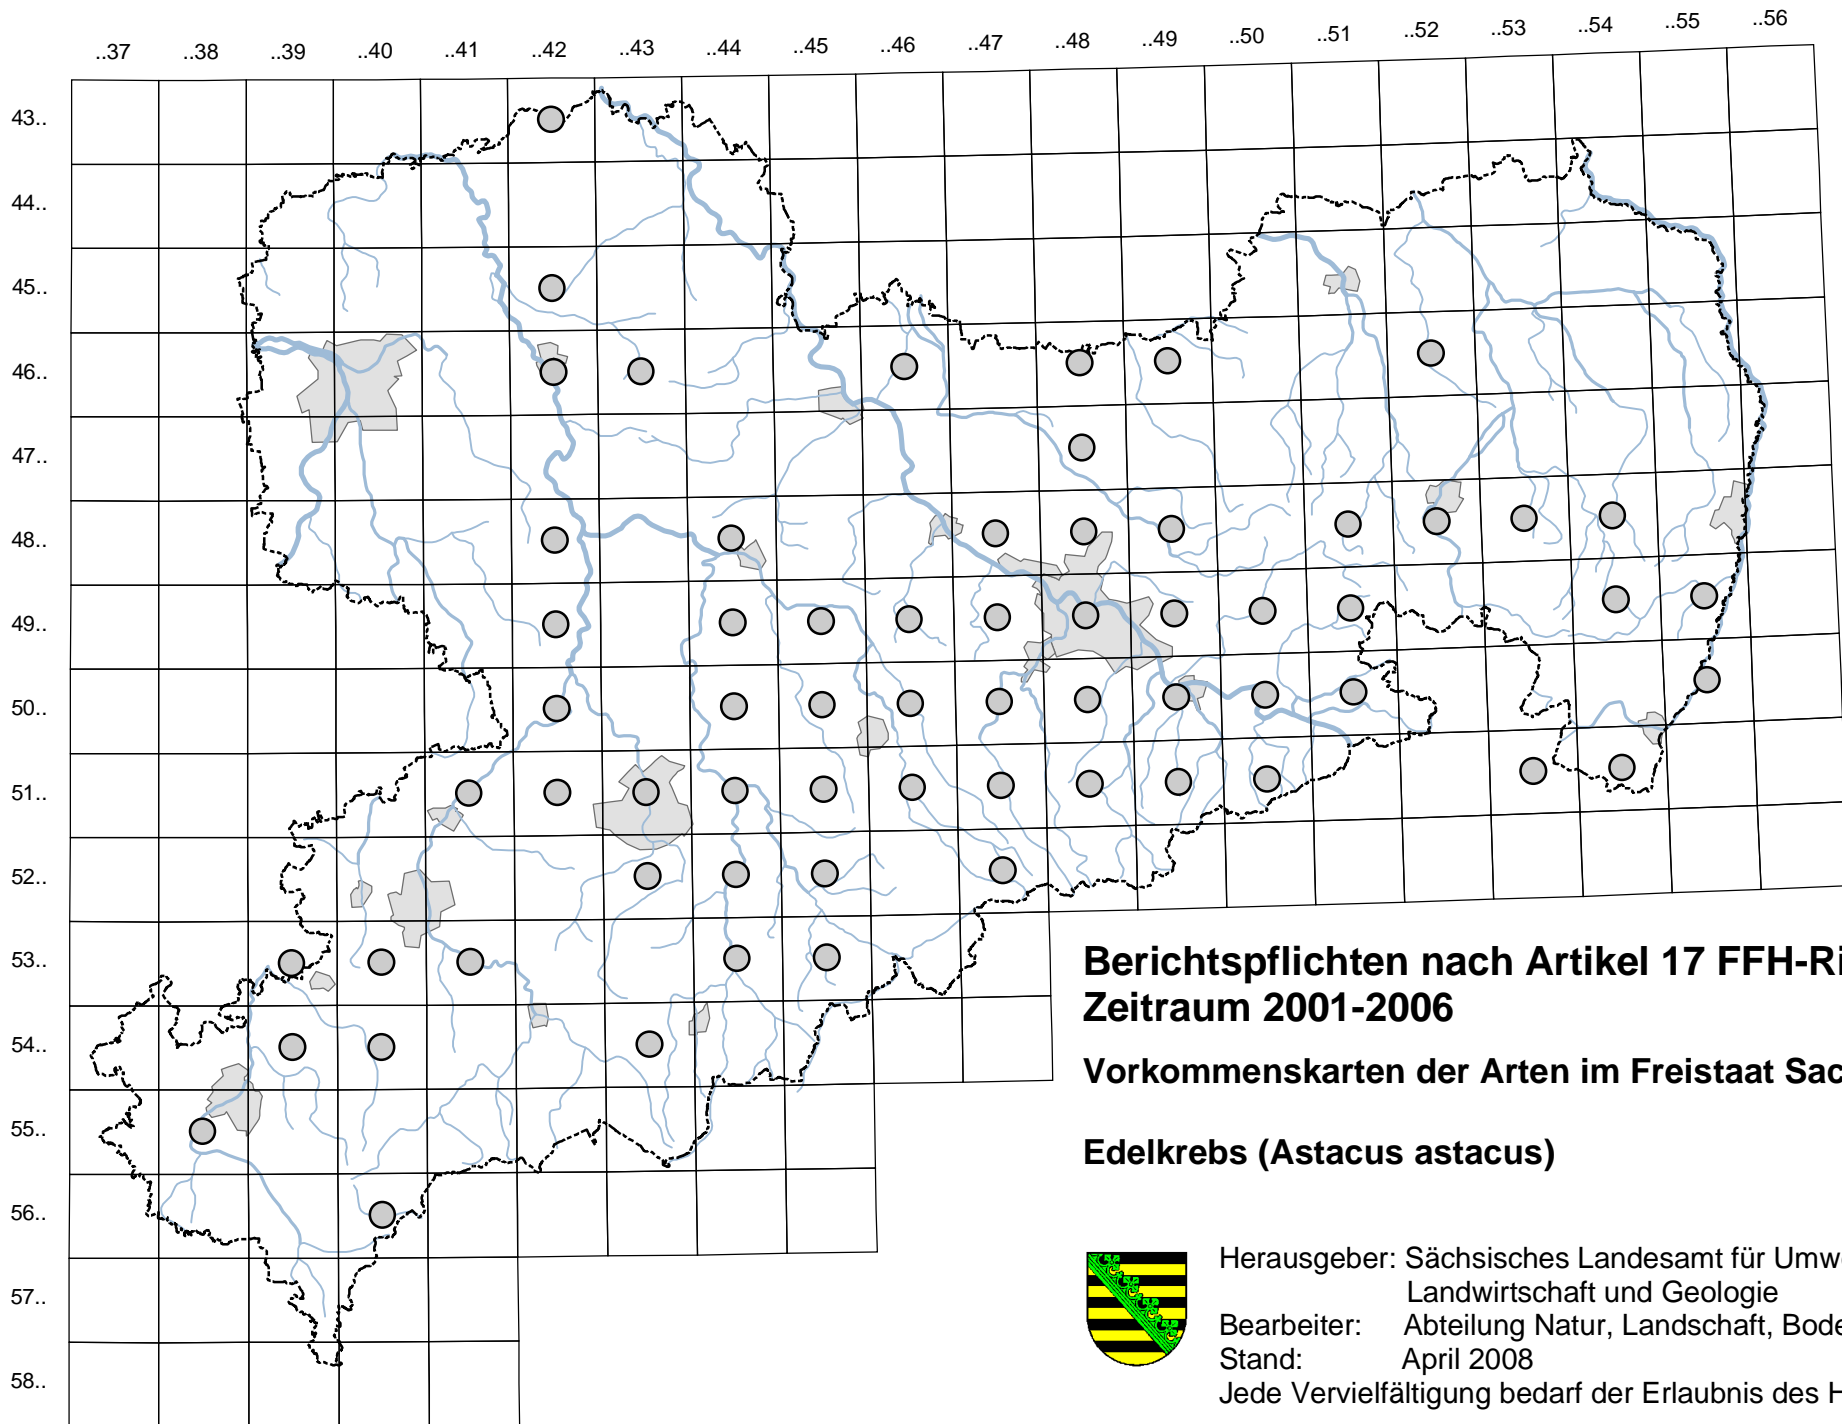 ..37 ..38 ..39 ..40 ..41 ..42 ..43 ..44 ..45 ..46 ..47 ..48 ..49 ..50 ..51 ..52 ..53 ..54 ..55 ..56
43..
44..
45..
46..
47..
48..
49..
50..
51..
52..
53..
54..
55..
56..
57..
58..
Berichtspflichten nach Artikel 17 FFH-Ri
Zeitraum 2001-2006
Vorkommenskarten der Arten im Freistaat Sac
Edelkrebs (Astacus astacus)
Herausgeber: Sächsisches Landesamt für Umwe
Landwirtschaft und Geologie
Bearbeiter: Abteilung Natur, Landschaft, Bode
Stand: April 2008
Jede Vervielfältigung bedarf der Erlaubnis des H